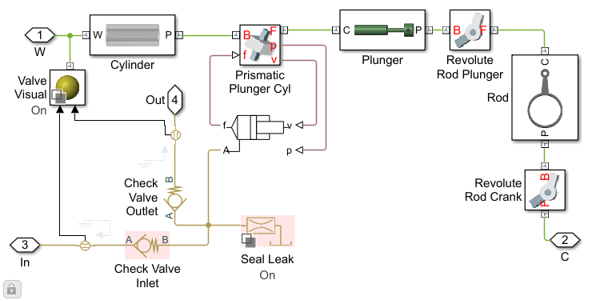 1
W
W
P
Cylinder
B
F
f
p
v
Prismatic
Plunger Cyl
C
P
Plunger
B
F
Revolute
Rod Plunger
C
P
Rod
B
F
Revolute
Rod Crank
2
C
Valve
Visual
On
Out
4
f
v
A
p
B
A
Check
Valve
Outlet
3
In
A
B
Check Valve
Inlet
Seal Leak
On